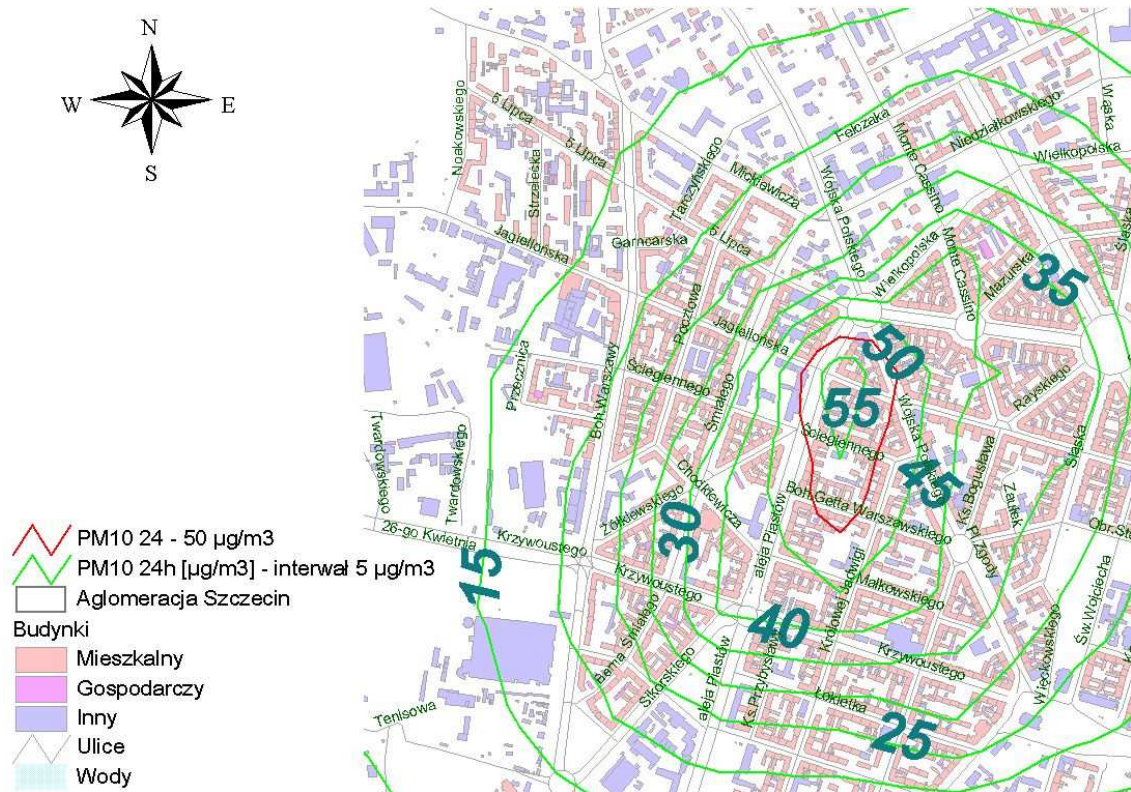 N
W E
S
PM10 24 - 50 µg/m3
PM10 24h [µg/m3] - interwał 5 µg/m3
Aglomeracja Szczecin
Budynki
Mieszkalny
Gospodarczy
Inny
Ulice
Wody
Noakowskiego
5 Lipca
5 Lipca
Strzelecka
Tarczyńskiego
Mickiewicza
Felczaka
Monte Cassino
Niedziałkowskiego
Wąska
Wielkopolska
Wojska Polskiego
Jagiellońska
Garncarska
5 Lipca
Wielkopolska
Monte Cassino
Mazurska
Śląska
35
Pocztowa
Jagiellońska
50
Przecznica
Boh.Warszawy
Ściegiennego
Śmiałego
55
Rayskiego
Twardowskiego
Twardowskiego
Ściegiennego
45
Ks.Bogusława
Śląska
Chodkiewicza
Boh.Getta Warszawskiego
Zaułek
Żółkiewskiego
30
aleja Piastów
Pl.Zgody
26-go Kwietnia
Krzywoustego
15
Krzywoustego
Królowej Jadwigi
Małkowskiego
Św.Wojciecha
40
Bema
Śmiałego
Sikorskiego
aleja Piastów
Ks.Przybysława
Krzywoustego
Więckowskiego
Łokietka
25
Tenisowa